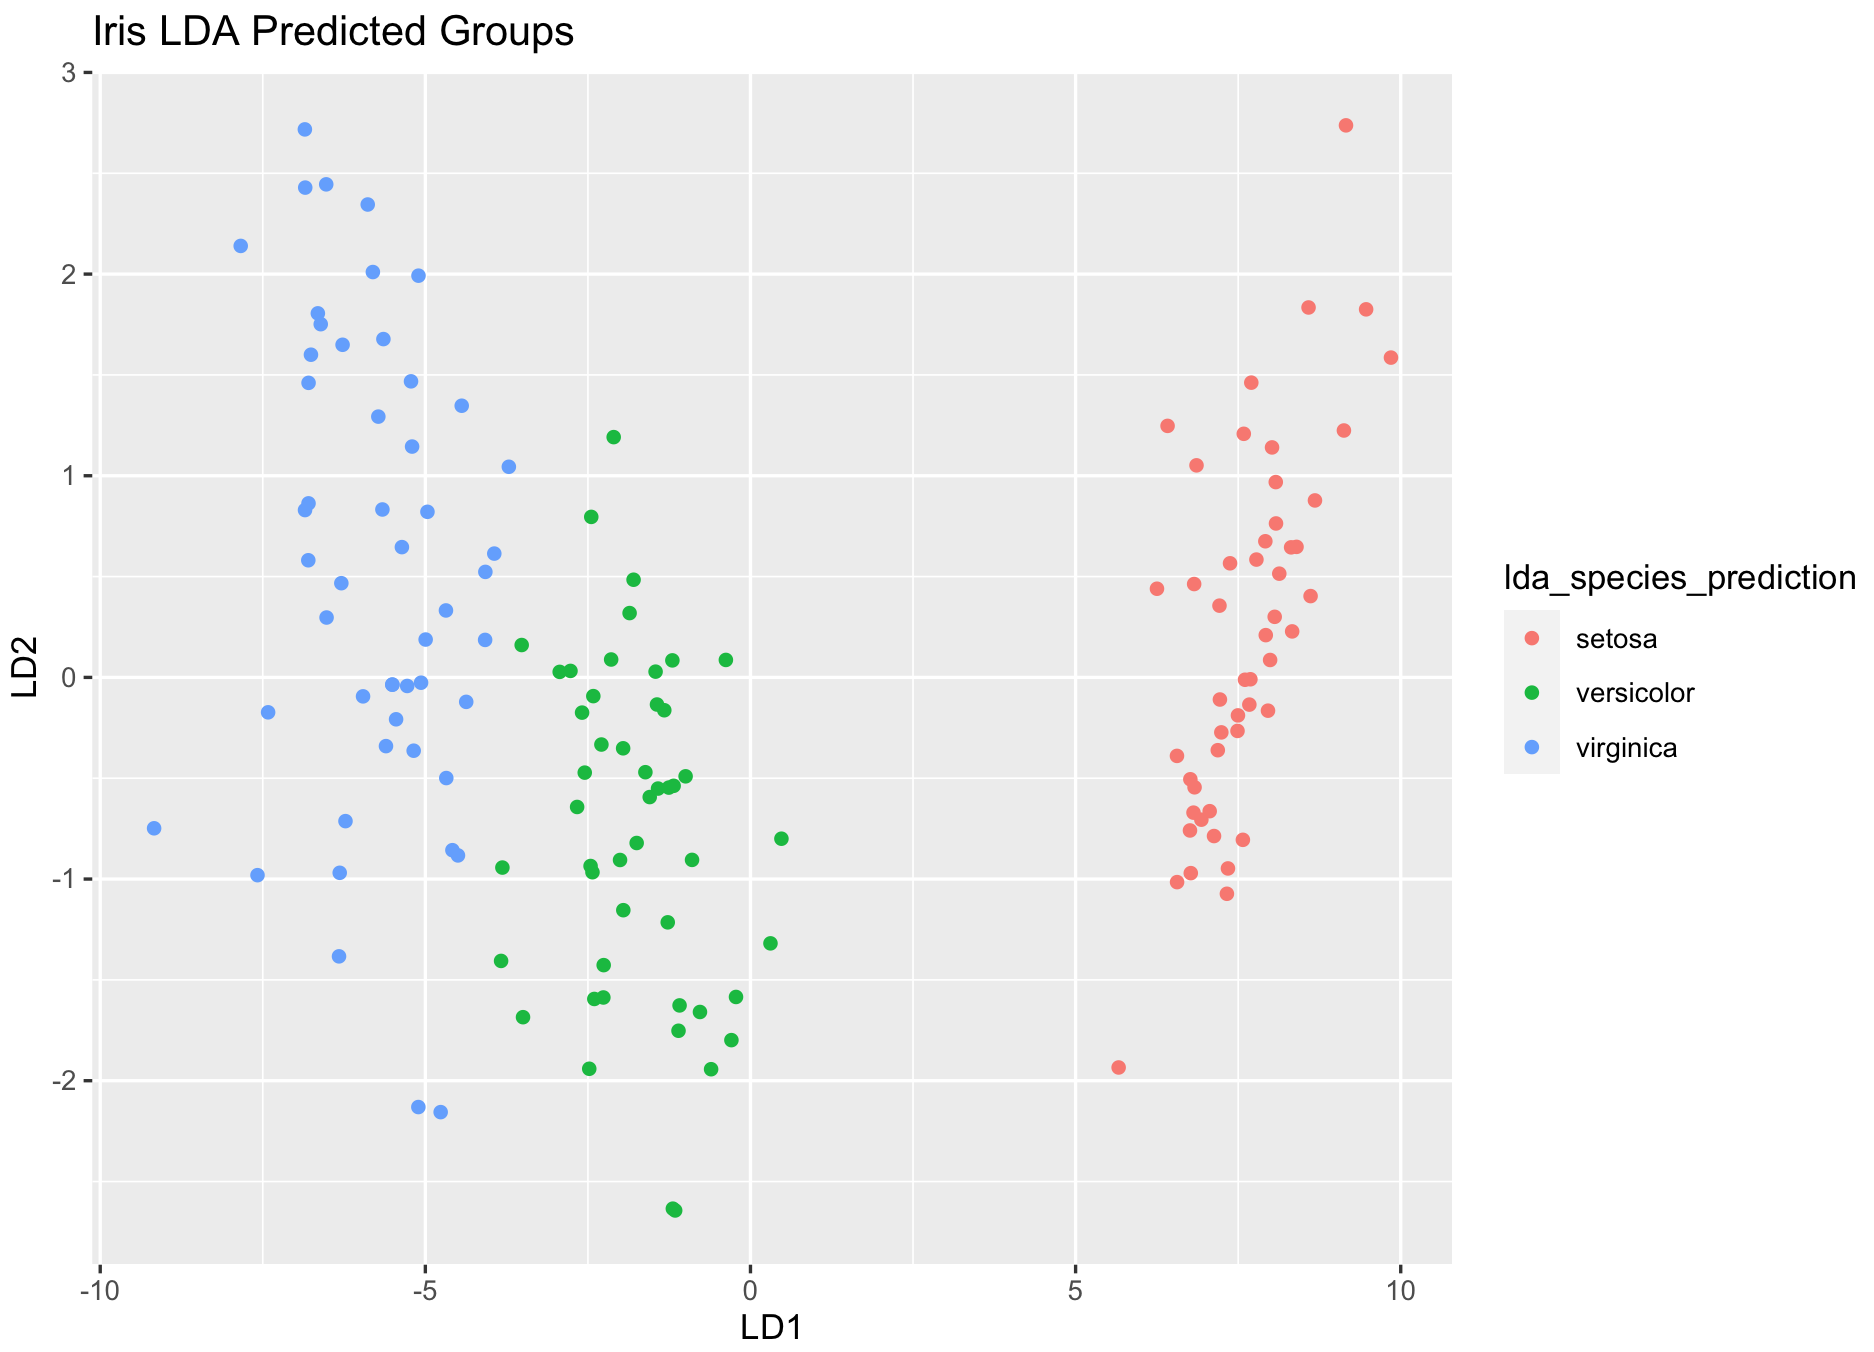 Iris LDA Predicted Groups
3
2
1
0
-1
-2
LD2
-10 -5 0 5 10
LD1
lda_species_prediction
setosa
versicolor
virginica